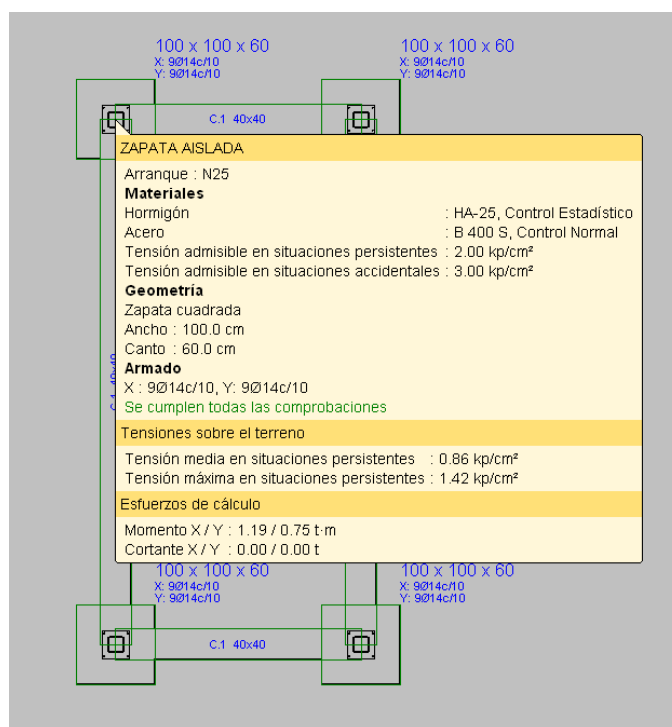 100 x 100 x 60
X: 9Ø14c/10
Y: 9Ø14c/10
100 x 100 x 60
X: 9Ø14c/10
Y: 9Ø14c/10
C.1 40x40
ZAPATA AISLADA
Arranque : N25
Materiales
Hormigón : HA-25, Control Estadístico
Acero : B 400 S, Control Normal
Tensión admisible en situaciones persistentes : 2.00 kp/cm²
Tensión admisible en situaciones accidentales : 3.00 kp/cm²
Geometría
Zapata cuadrada
Ancho : 100.0 cm
Canto : 60.0 cm
Armado
X : 9Ø14c/10, Y: 9Ø14c/10
Se cumplen todas las comprobaciones
Tensiones sobre el terreno
Tensión media en situaciones persistentes : 0.86 kp/cm²
Tensión máxima en situaciones persistentes : 1.42 kp/cm²
Esfuerzos de cálculo
Momento X / Y : 1.19 / 0.75 t·m
Cortante X / Y : 0.00 / 0.00 t
100 x 100 x 60
X: 9Ø14c/10
Y: 9Ø14c/10
100 x 100 x 60
X: 9Ø14c/10
Y: 9Ø14c/10
C.1 40x40